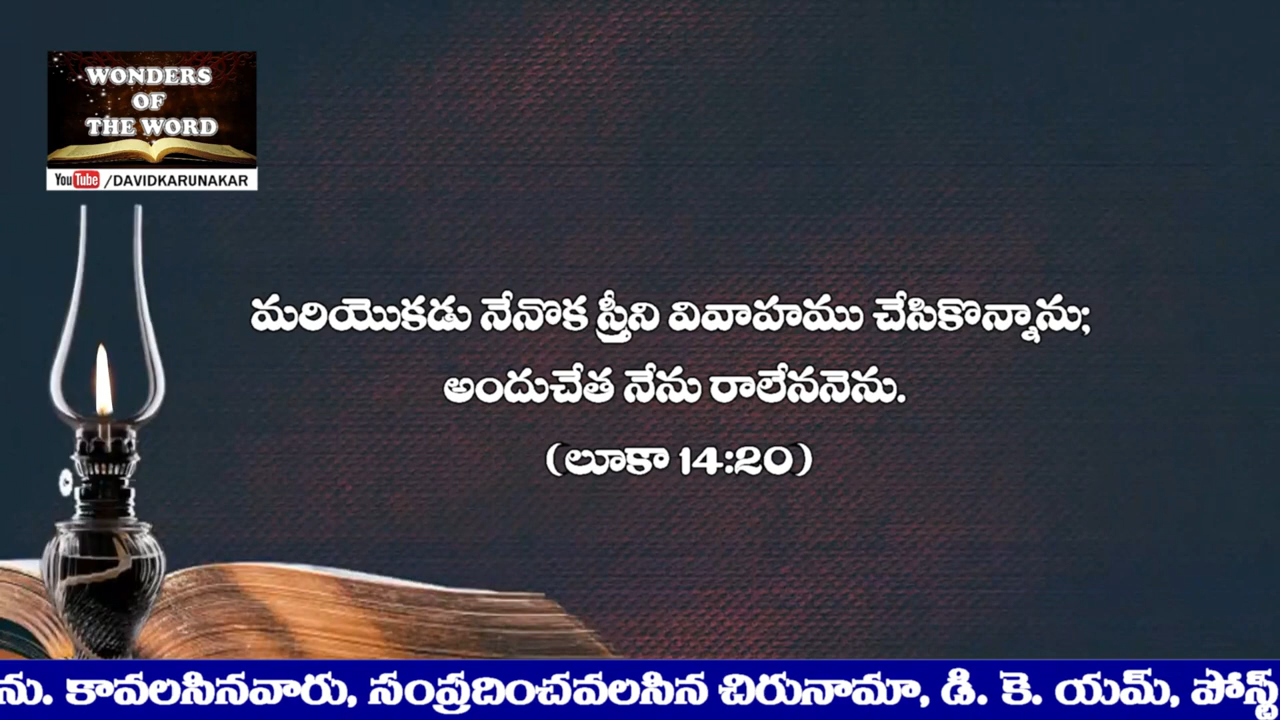 WONDERS
OF
THE WORD
YouTube /DAVIDKARUNAKAR
మరియొకడు నేనొక స్త్రీని వివాహము చేసికొన్నాను;
అందుచేత నేను రాలేననెను.
(లూకా 14:20)
ను. కావలసినవారు, సంప్రదించవలసిన చిరునామా, డి. కె. యమ్, పోస్ట్